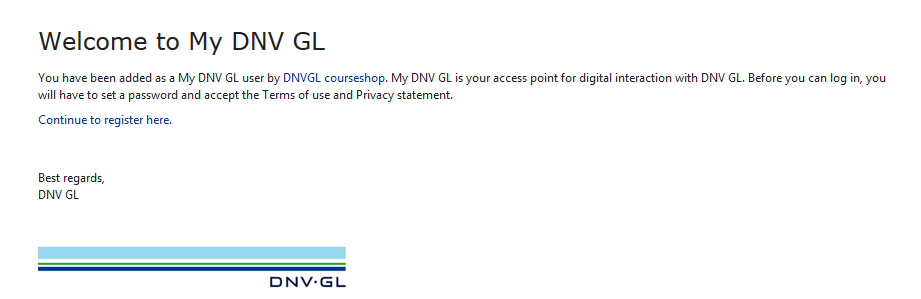 Welcome to My DNV GL
You have been added as a My DNV GL user by DNVGL courseshop. My DNV GL is your access point for digital interaction with DNV GL. Before you can log in, you
will have to set a password and accept the Terms of use and Privacy statement.
Continue to register here.
Best regards,
DNV GL
DNV·GL